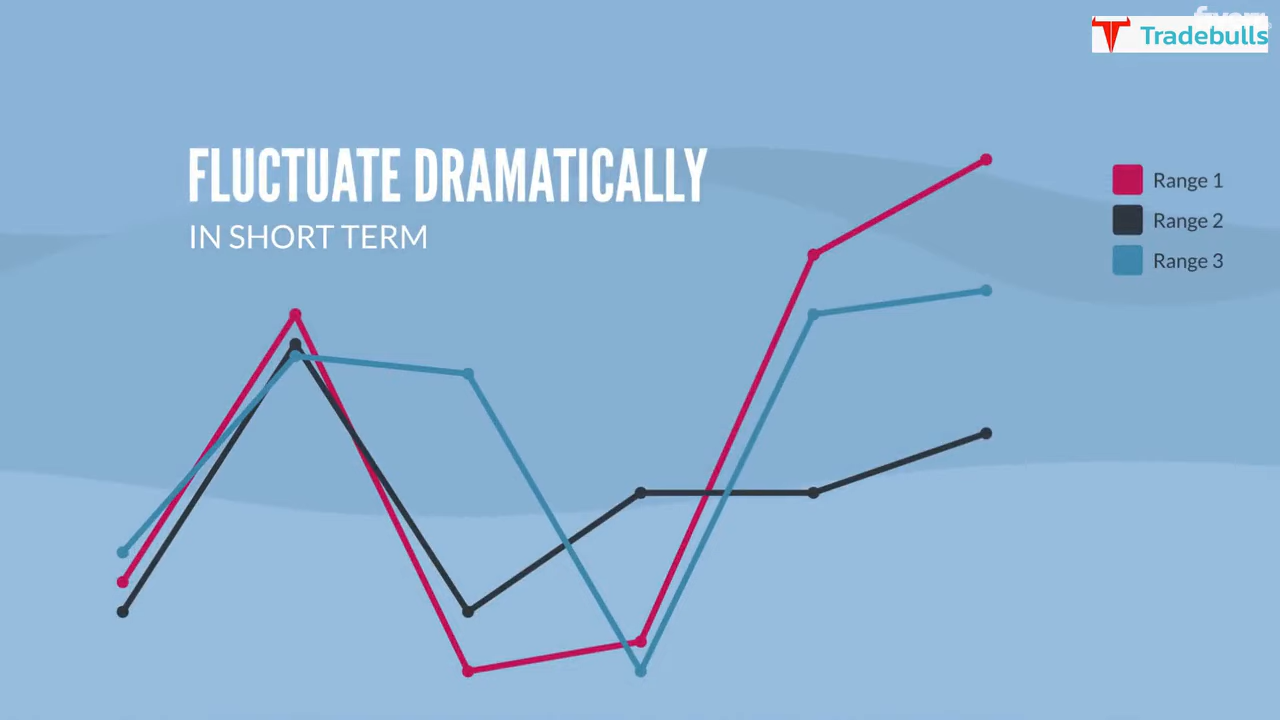 Tradebulls
FLUCTUATE DRAMATICALLY
IN SHORT TERM
Range 1
Range 2
Range 3